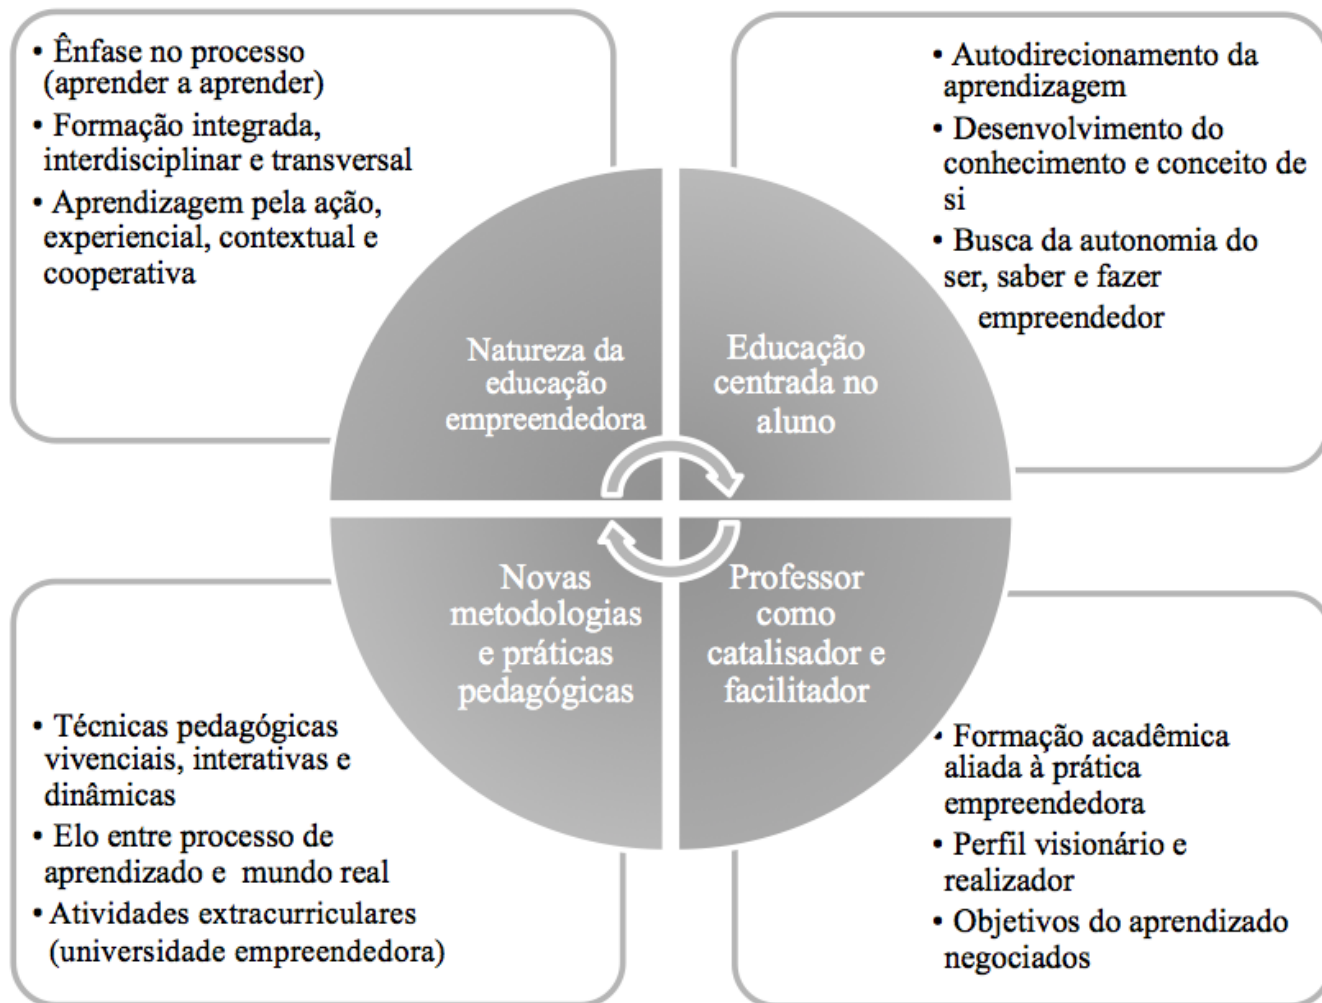 • Ênfase no processo
(aprender a aprender)
• Formação integrada,
interdisciplinar e transversal
• Aprendizagem pela ação,
experiencial, contextual e
cooperativa
• Autodirecionamento da
aprendizagem
• Desenvolvimento do
conhecimento e conceito de
si
• Busca da autonomia do
ser, saber e fazer
empreendedor
Natureza da
educação
empreendedora
Educação
centrada no
aluno
Novas
metodologias
e práticas
pedagógicas
Professor
como
catalisador e
facilitador
• Técnicas pedagógicas
vivenciais, interativas e
dinâmicas
• Elo entre processo de
aprendizado e mundo real
• Atividades extracurriculares
(universidade empreendedora)
• Formação acadêmica
aliada à prática
empreendedora
• Perfil visionário e
realizador
• Objetivos do aprendizado
negociados